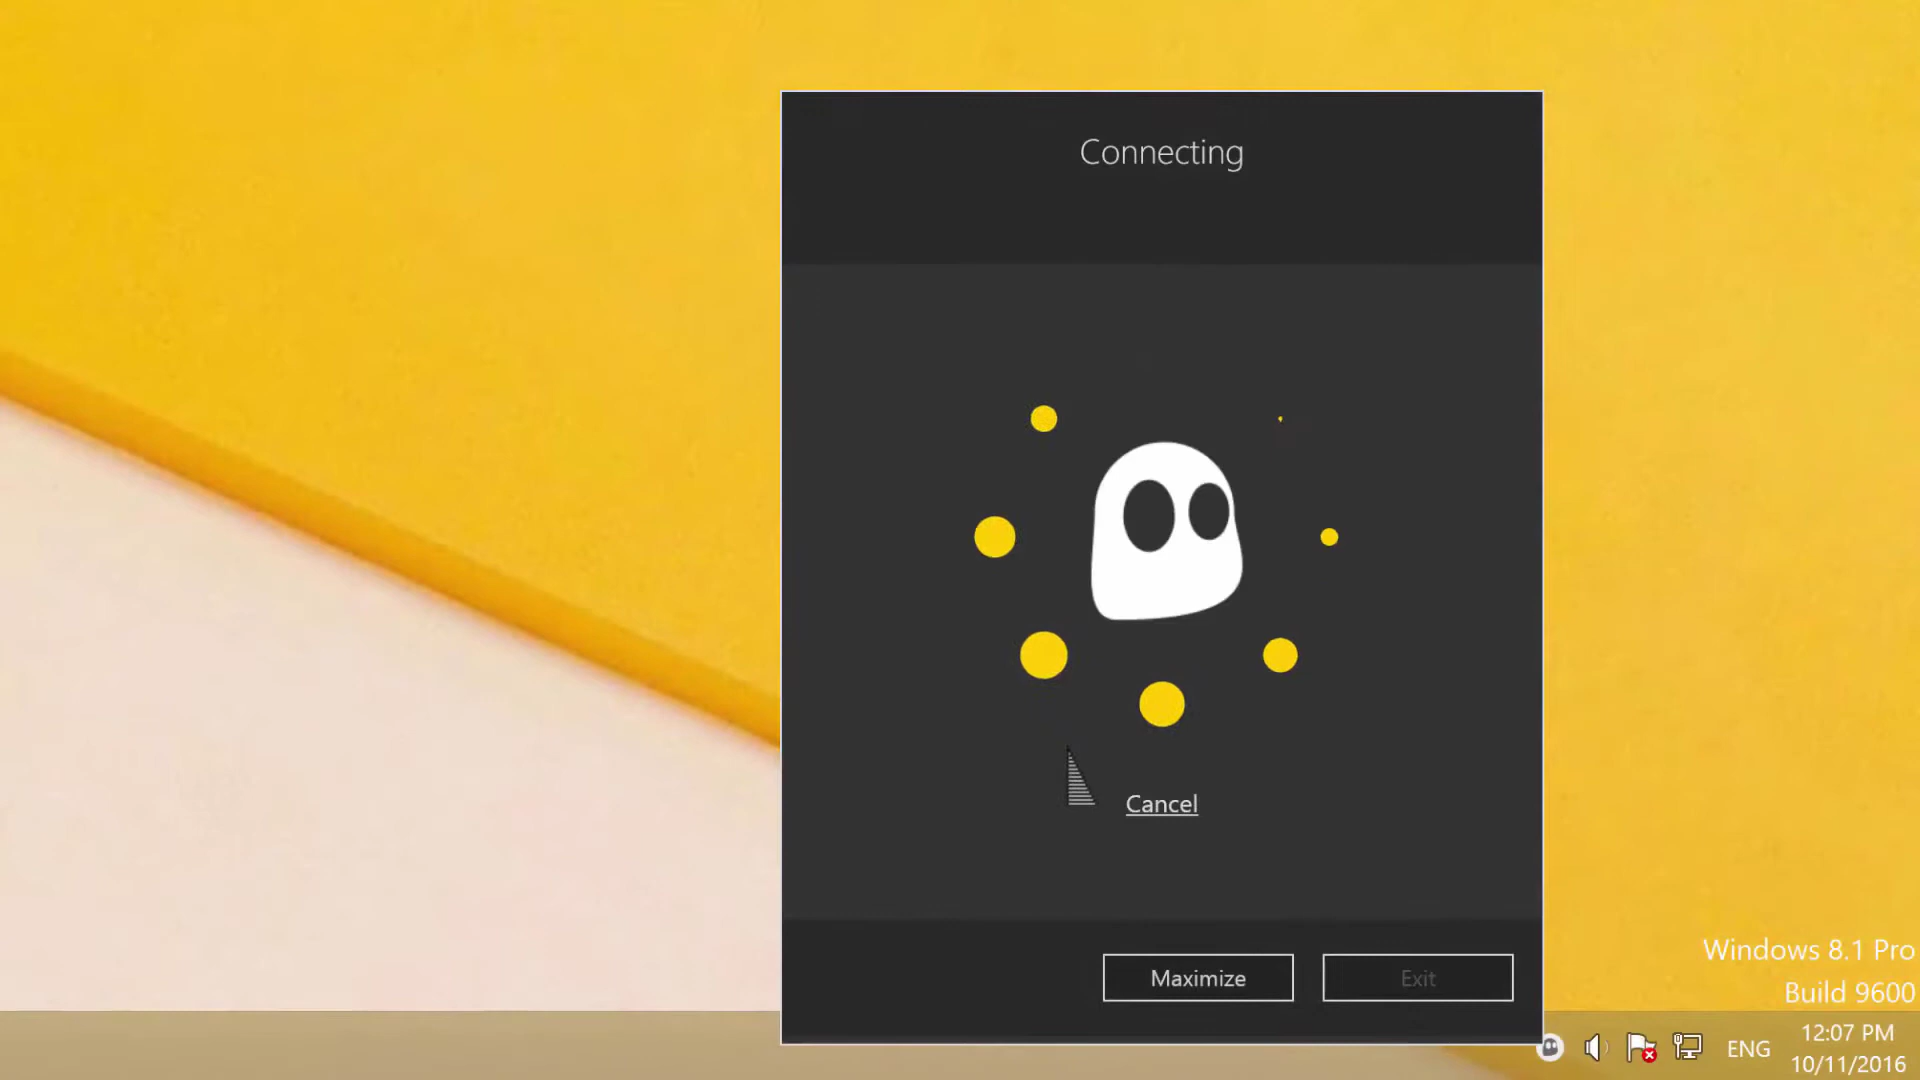 Connecting
Cancel
Maximize
Exit
Windows 8.1 Pro
Build 9600
ENG
12:07 PM
10/11/2016